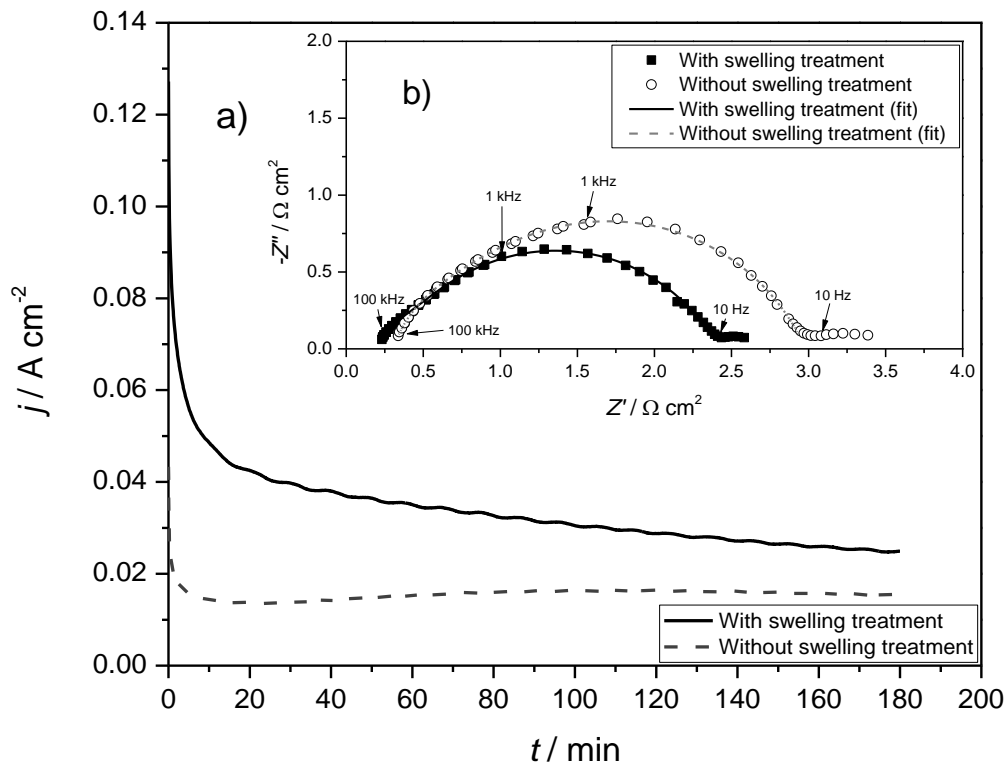 0.14
0.12
0.10
0.08
0.06
0.04
0.02
0.00
j / A cm-2
0 20 40 60 80 100 120 140 160 180 200
t / min
a)
With swelling treatment
Without swelling treatment
b)
2.0
1.5
1.0
0.5
0.0
-Z'' / Ω cm2
0.0 0.5 1.0 1.5 2.0 2.5 3.0 3.5 4.0
Z' / Ω cm2
With swelling treatment
Without swelling treatment
With swelling treatment (fit)
Without swelling treatment (fit)
1 kHz
1 kHz
100 kHz
100 kHz
10 Hz
10 Hz